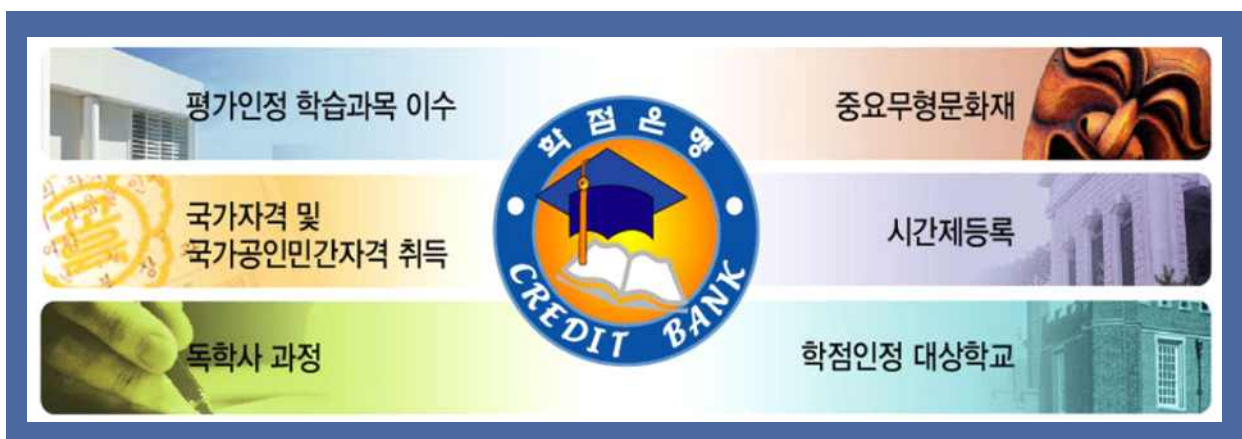 평가인정 학습과목 이수
국가자격 및
국가공인민간자격 취득
독학사 과정
학점은행
CREDIT BANK
중요무형문화재
시간제등록
학점인정 대상학교